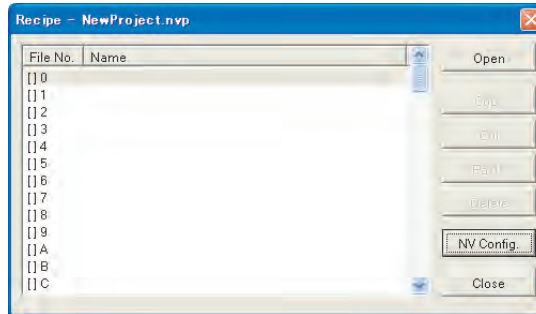 Recipe - NewProject.nvp
File No. Name
[] 0
[] 1
[] 2
[] 3
[] 4
[] 5
[] 6
[] 7
[] 8
[] 9
[] A
[] B
[] C
Open
Copy
Cut
Paste
Delete
NV Config.
Close